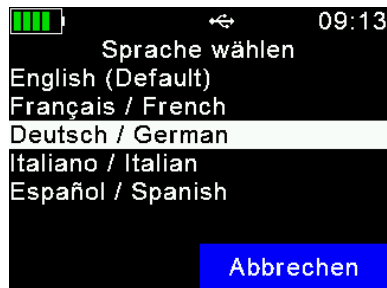 09:13
Sprache wählen
English (Default)
Français / French
Deutsch / German
Italiano / Italian
Español / Spanish
Abbrechen